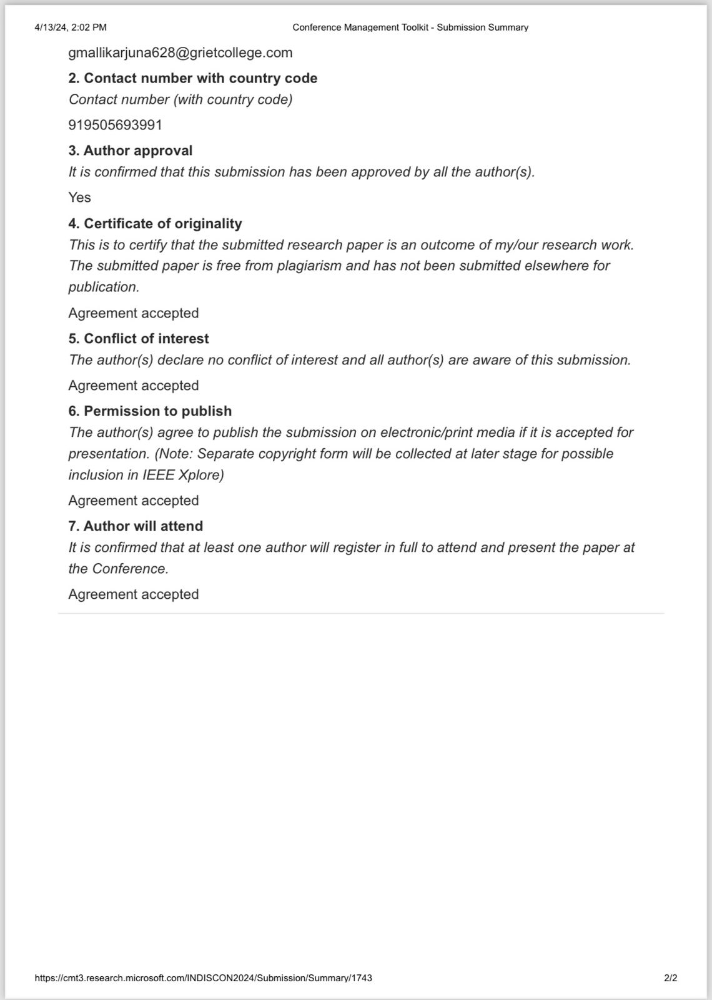 4/13/24, 2:02 PM Conference Management Toolkit - Submission Summary
gmallikarjuna628@grietcollege.com
2. Contact number with country code
Contact number (with country code)
919505693991
3. Author approval
It is confirmed that this submission has been approved by all the author(s).
Yes
4. Certificate of originality
This is to certify that the submitted research paper is an outcome of my/our research work.
The submitted paper is free from plagiarism and has not been submitted elsewhere for
publication.
Agreement accepted
5. Conflict of interest
The author(s) declare no conflict of interest and all author(s) are aware of this submission.
Agreement accepted
6. Permission to publish
The author(s) agree to publish the submission on electronic/print media if it is accepted for
presentation. (Note: Separate copyright form will be collected at later stage for possible
inclusion in IEEE Xplore)
Agreement accepted
7. Author will attend
It is confirmed that at least one author will register in full to attend and present the paper at
the Conference.
Agreement accepted
https://cmt3.research.microsoft.com/INDISCON2024/Submission/Summary/1743 2/2